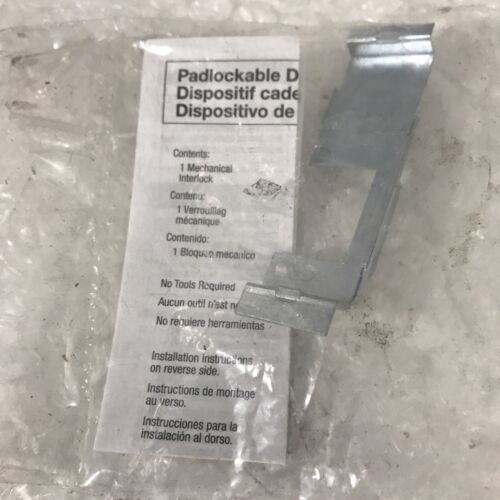 Padlockable D
Dispositif cade
Dispositivo de
Contents:
1 Mechanical
Interlock
Contenu:
1 Verrouillag
mécanique
Contenido:
1 Bloqueo mecanico
No Tools Required
Aucun outil n'est
No requiere herramientas
Installation instructions
on reverse side.
Instructions de montage
au verso.
Instrucciones para la
instalación al dorso.